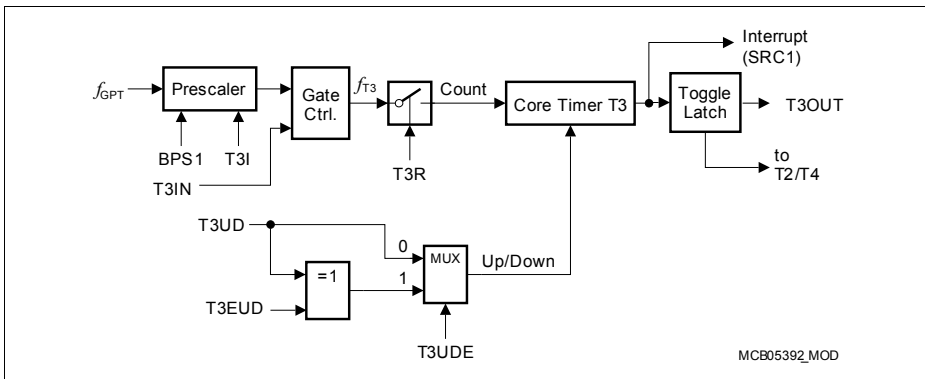 Interrupt
(SRC1)
fGPT
Prescaler
Gate
Ctrl.
fT3
Count
Core Timer T3
Toggle
Latch
T3OUT
BPS1
T3I
T3R
to
T2/T4
T3IN
T3UD
0
MUX
Up/Down
=1
1
T3EUD
T3UDE
MCB05392_MOD